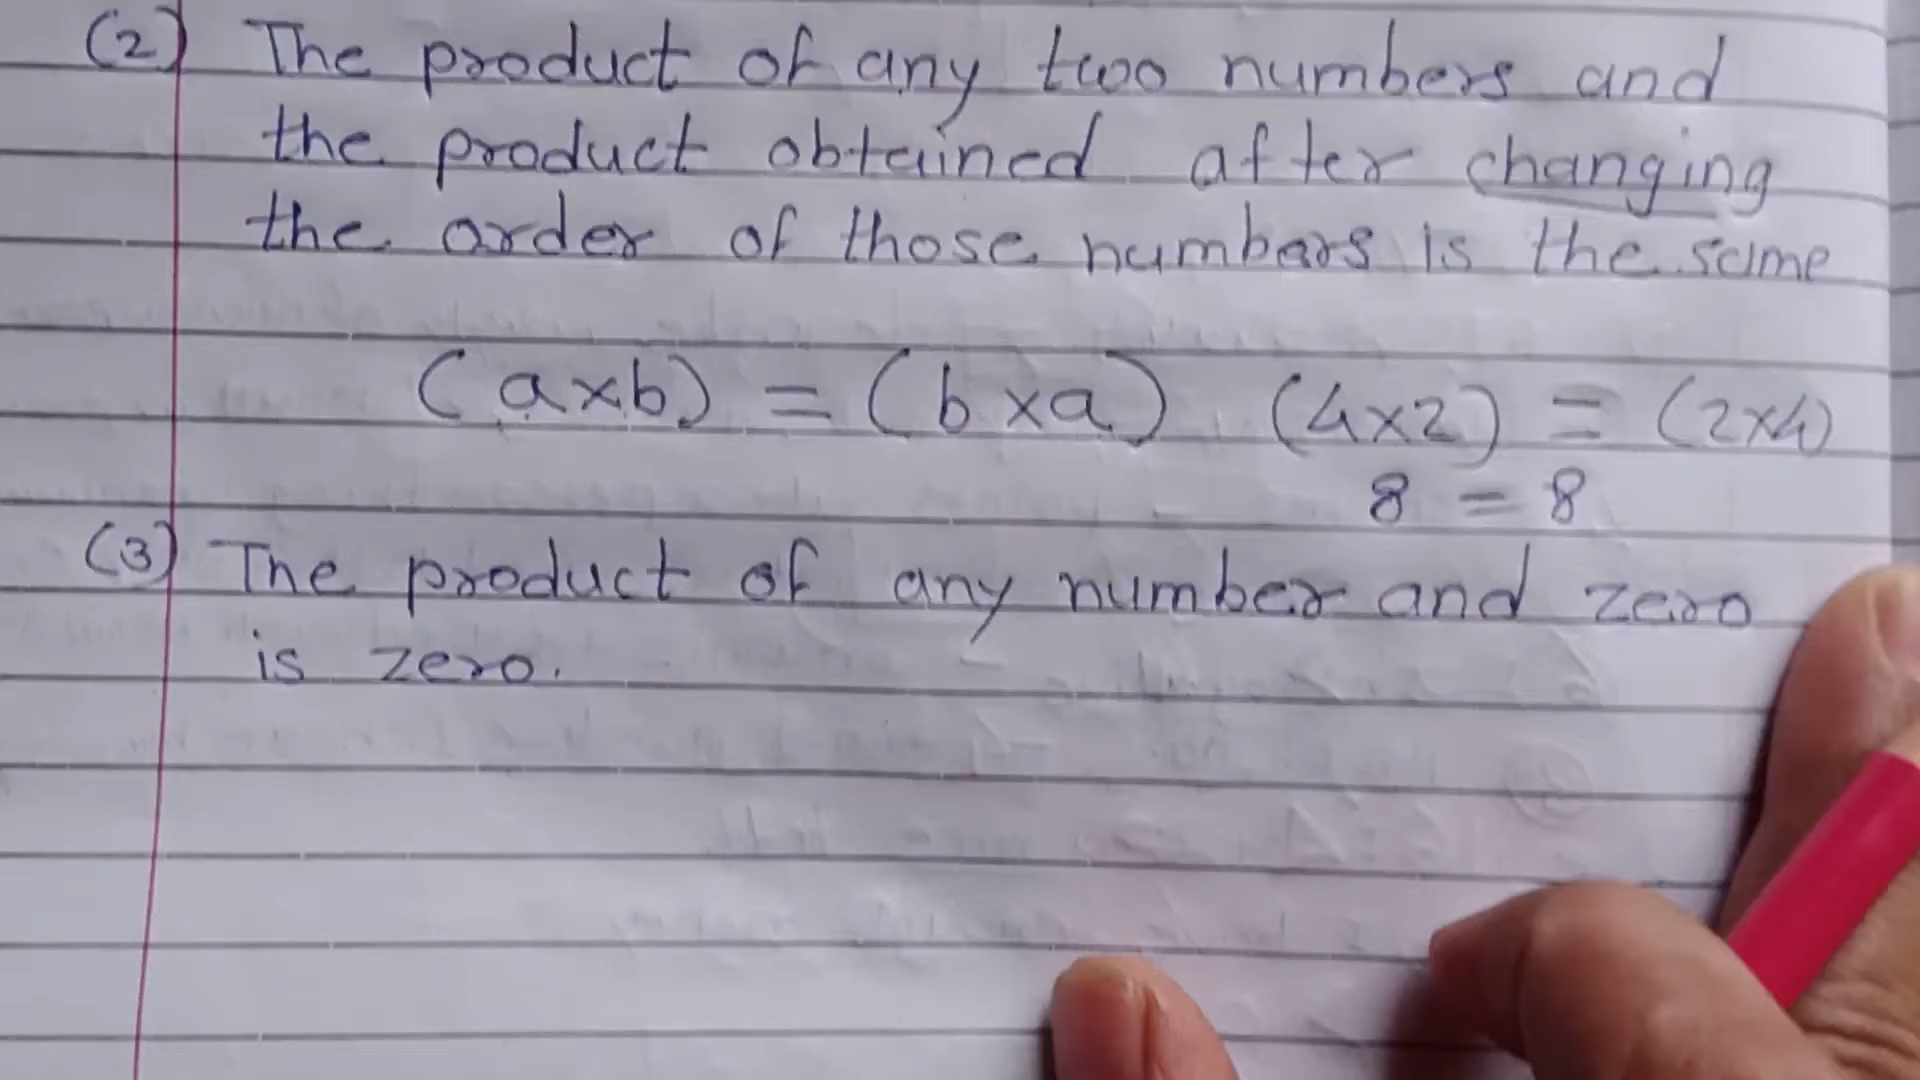 (2) The product of any two numbers and
the product obtained after changing
the order of those numbers is the same
(a×b) = (b×a) (4×2) = (2×4)
8 = 8
(3) The product of any number and zero
is zero.